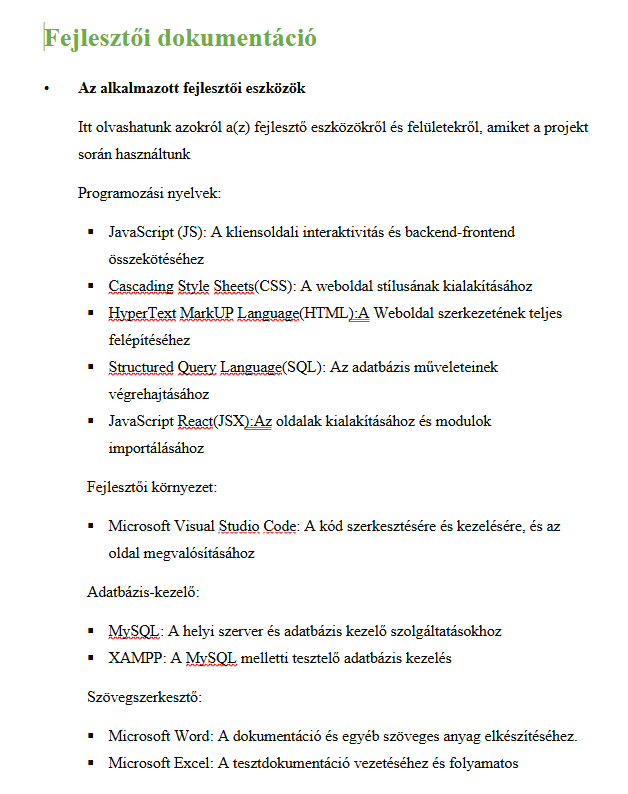 Fejlesztői dokumentáció
• Az alkalmazott fejlesztői eszközök
Itt olvashatunk azokról a(z) fejlesztő eszközökről és felületekről, amiket a projekt
során használtunk
Programozási nyelvek:
▪ JavaScript (JS): A kliensoldali interaktivitás és backend-frontend
összekötéséhez
▪ Cascading Style Sheets(CSS): A weboldal stílusának kialakításához
▪ HyperText MarkUP Language(HTML):A Weboldal szerkezetének teljes
felépítéséhez
▪ Structured Query Language(SQL): Az adatbázis műveleteinek
végrehajtásához
▪ JavaScript React(JSX):Az oldalak kialakításához és modulok
importálásához
Fejlesztői környezet:
▪ Microsoft Visual Studio Code: A kód szerkesztésére és kezelésére, és az
oldal megvalósításához
Adatbázis-kezelő:
▪ MySQL: A helyi szerver és adatbázis kezelő szolgáltatásokhoz
▪ XAMPP: A MySQL melletti tesztelő adatbázis kezelés
Szövegszerkesztő:
▪ Microsoft Word: A dokumentáció és egyéb szöveges anyag elkészítéséhez.
▪ Microsoft Excel: A tesztdokumentáció vezetéséhez és folyamatos